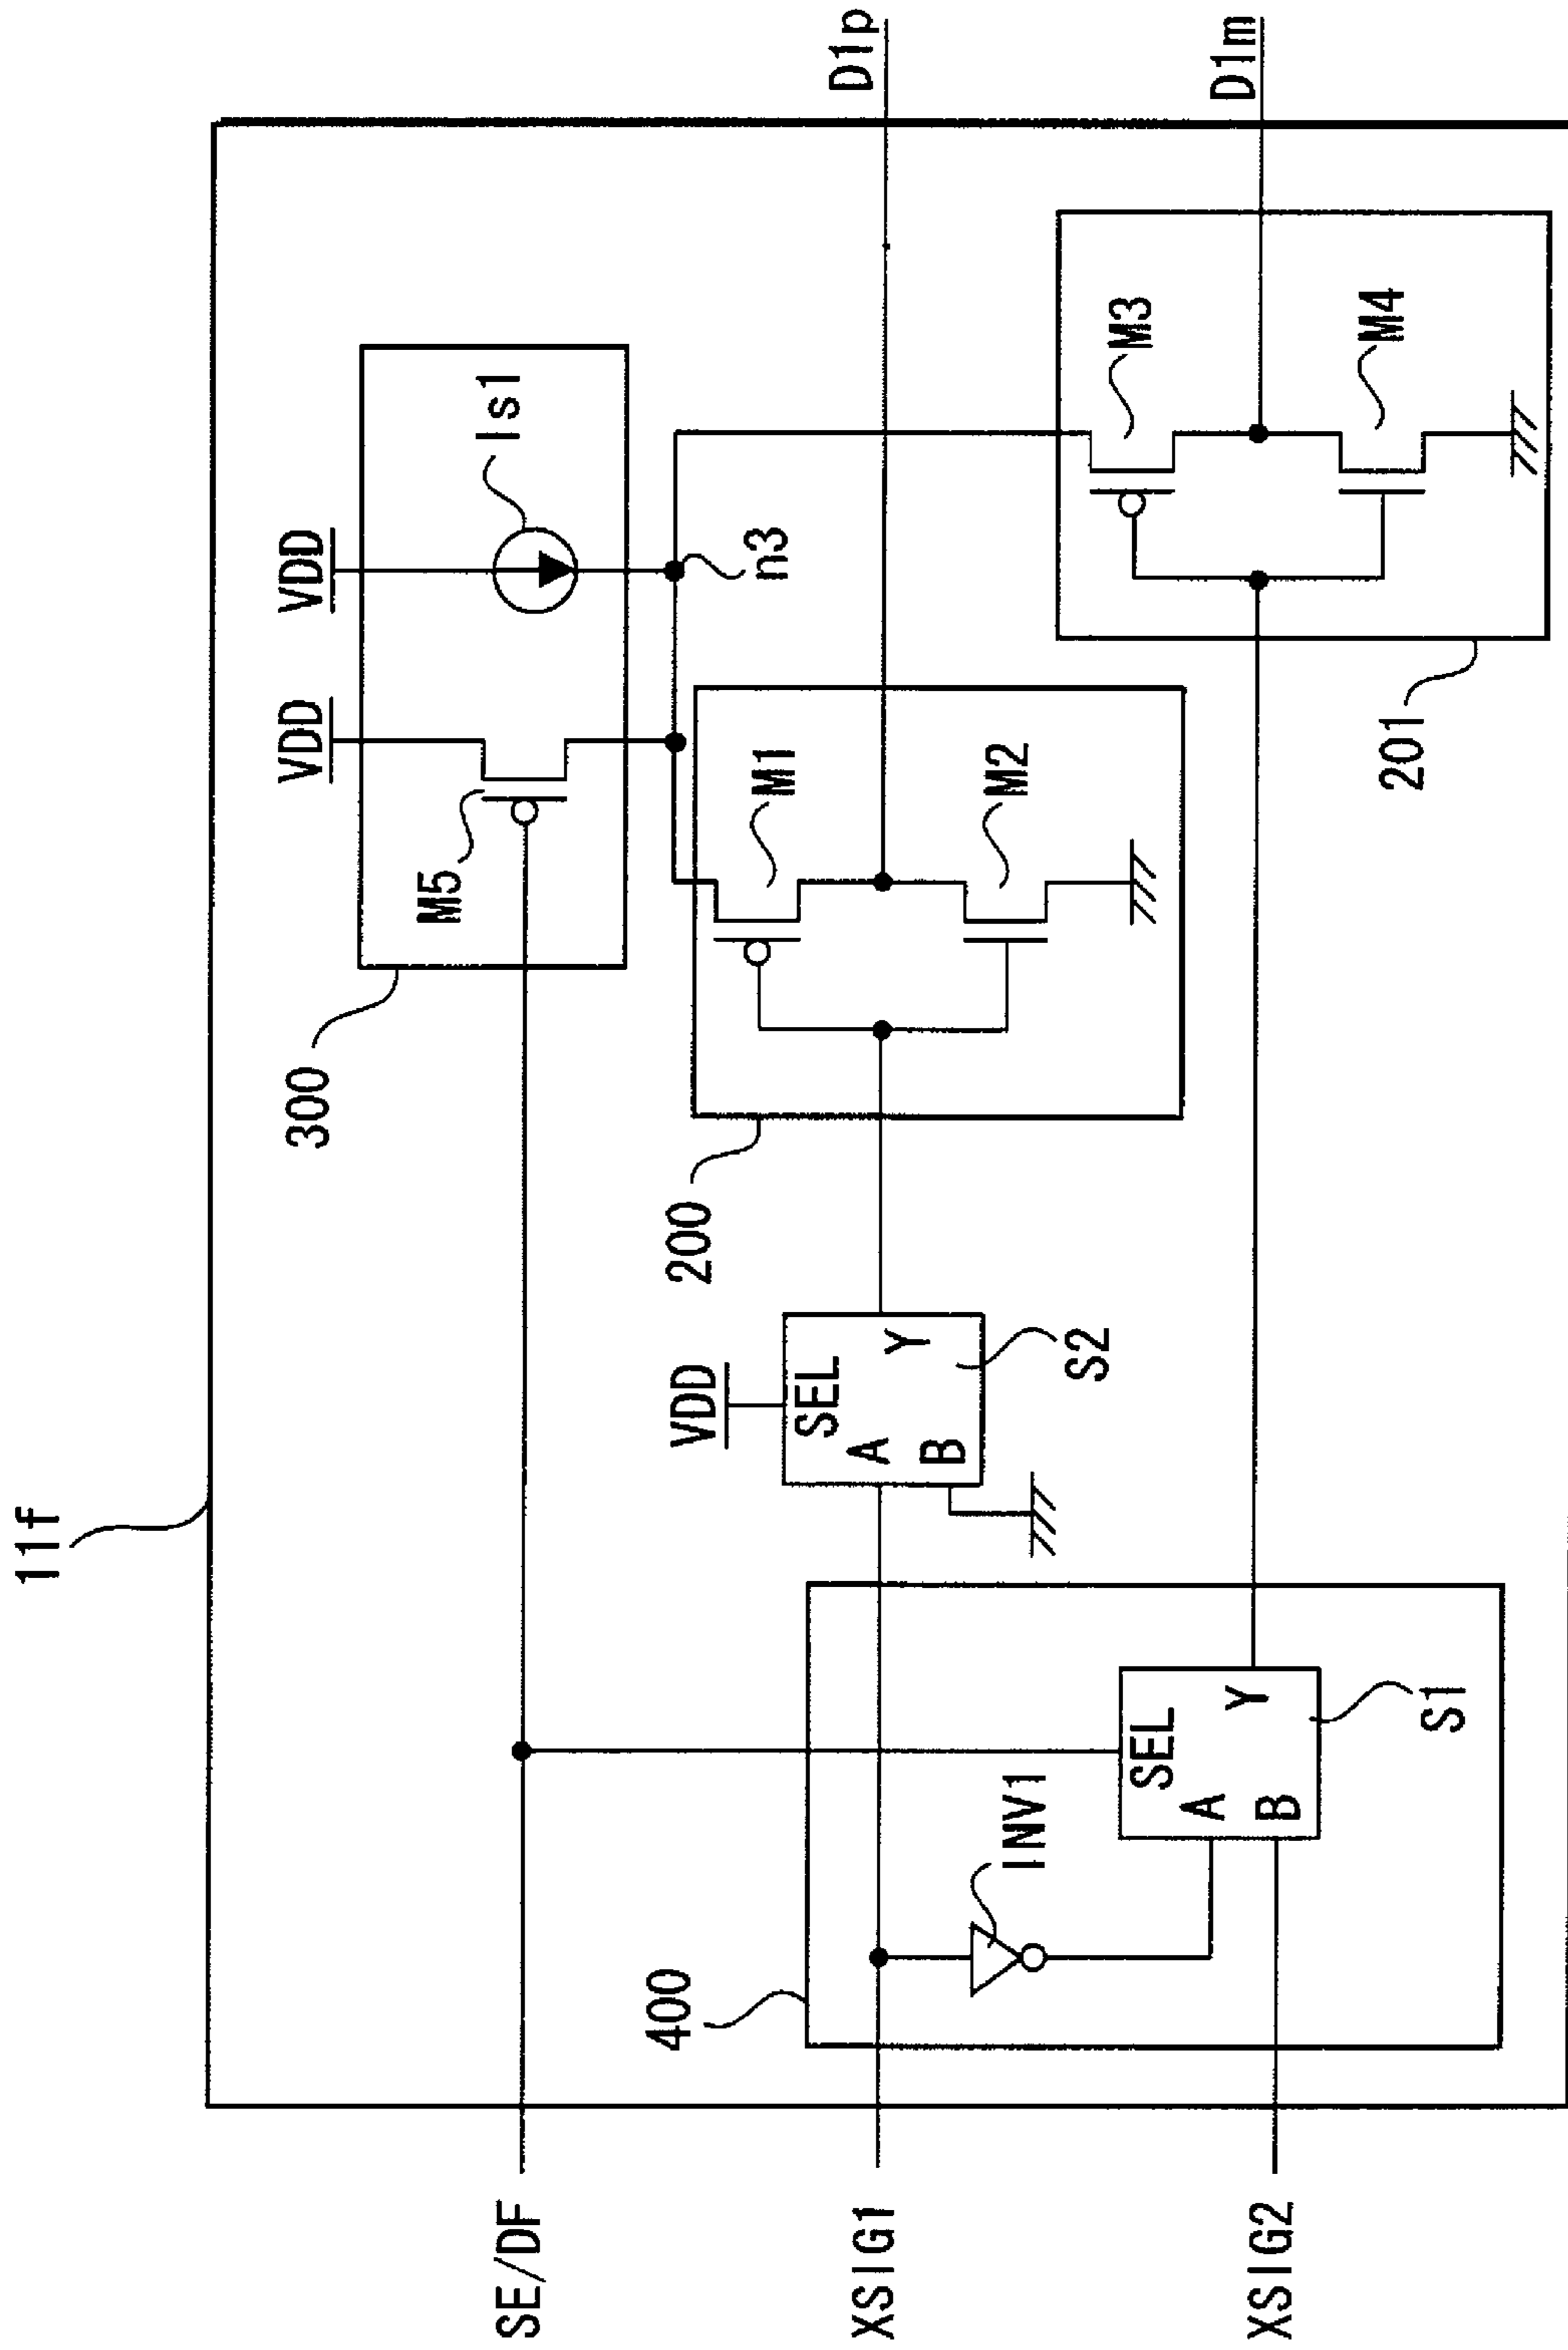 11f
VDD
VDD
Is1
M5
300
n3
D1p
VDD
200
M1
M2
SEL
A
Y
B
S2
400
INV1
SEL
A
Y
B
S1
M3
M4
201
D1m
SE/DF
XSIG1
XSIG2